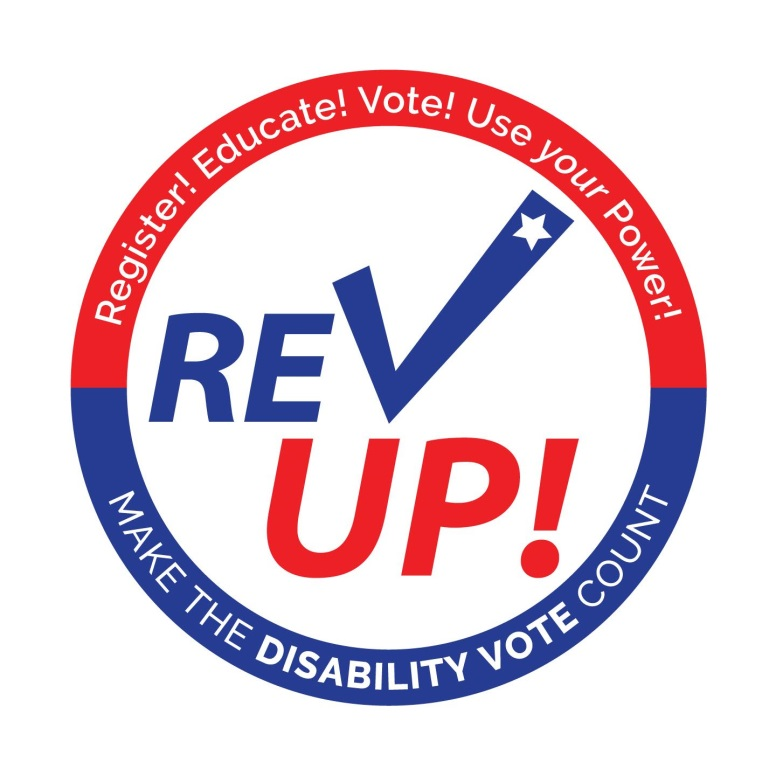 Register! Educate! Vote! Use your Power!
REV
UP!
MAKE THE DISABILITY VOTE COUNT